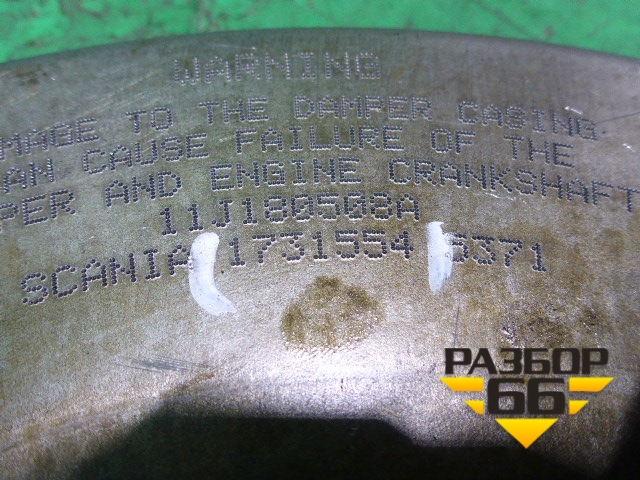 WARNING
MAGE TO THE DAMPER CASING
AN CAUSE FAILURE OF THE
PER AND ENGINE CRANKSHAFT
11J180508A
SCANIA 1731554 5371
РАЗБОР
66